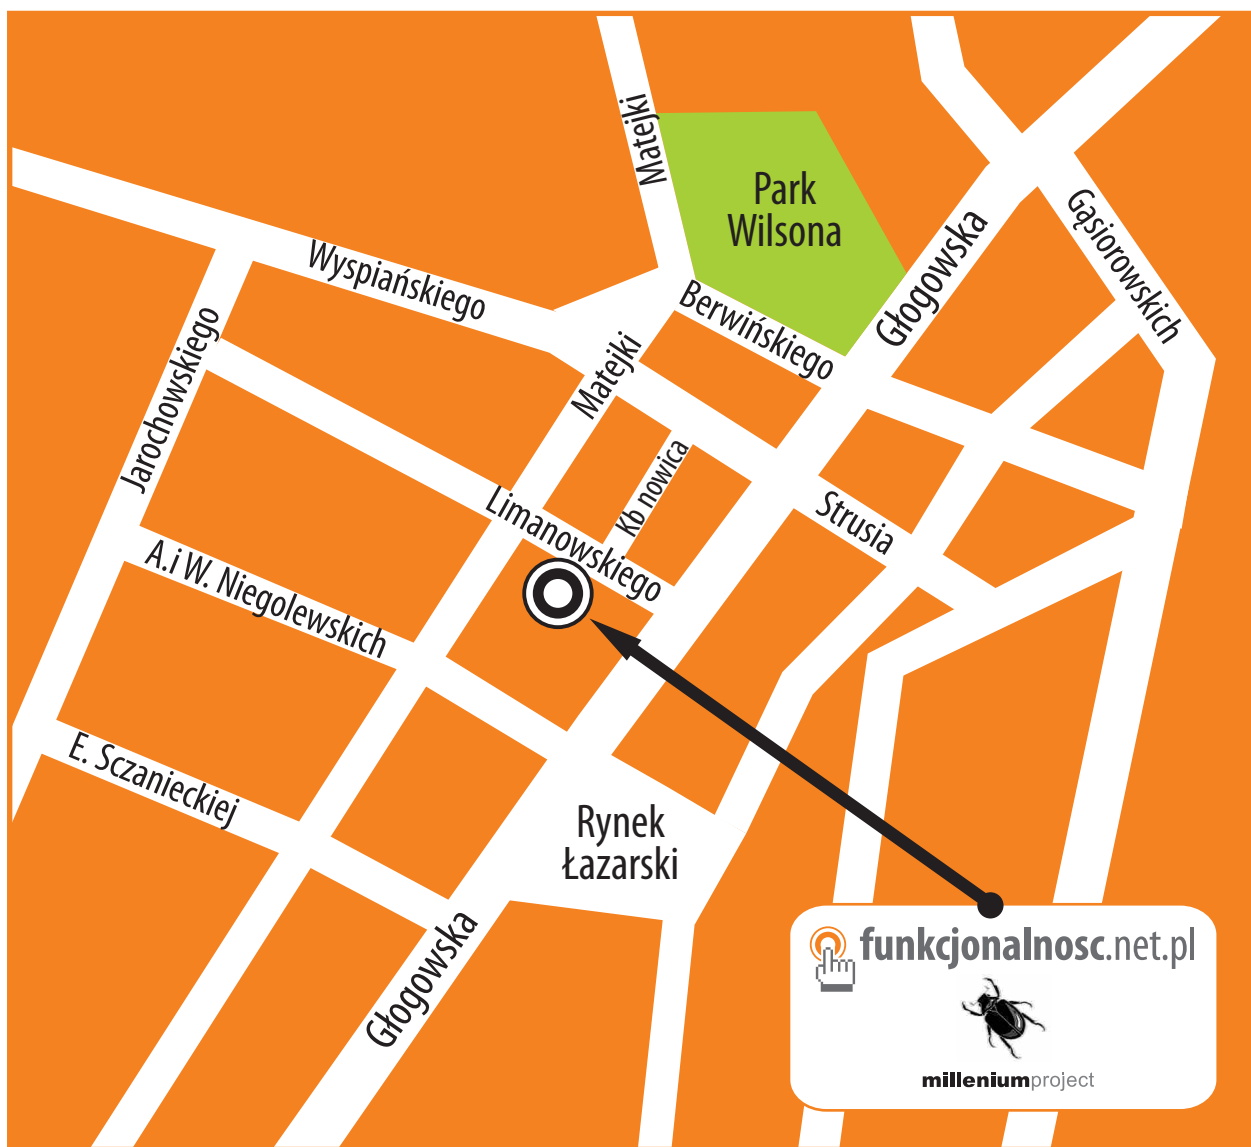 Matejki
Park
Wilsona
Głogowska
Gąsiorowskich
Wyspiańskiego
Berwińskiego
Jarochowskiego
Matejki
Kb nowica
Limanowskiego
Strusia
A.i W. Niegolewskich
E. Sczanieckiej
Rynek
Łazarski
Głogowska
funkcjonalnosc.net.pl
milleniumproject